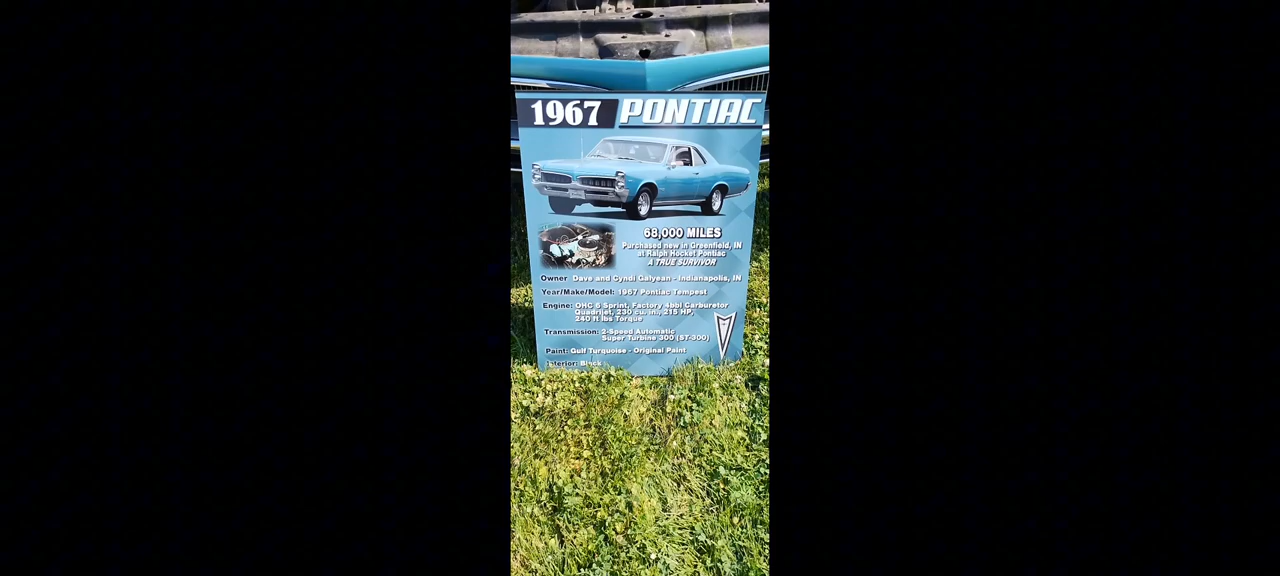 1967 PONTIAC
68,000 MILES
Purchased new in Greenfield, IN
at Ralph Hocket Pontiac
A TRUE SURVIVOR
Owner Dave and Cyndi Galyean - Indianapolis, IN
Year/Make/Model: 1967 Pontiac Tempest
Engine: OHC 6 Sprint, Factory 4bbl Carburetor
Quadrijet, 230 cu. in., 215 HP,
240 ft lbs Torque
Transmission: 2-Speed Automatic
Super Turbine 300 (ST-300)
Paint: Gulf Turquoise - Original Paint
Interior: Black